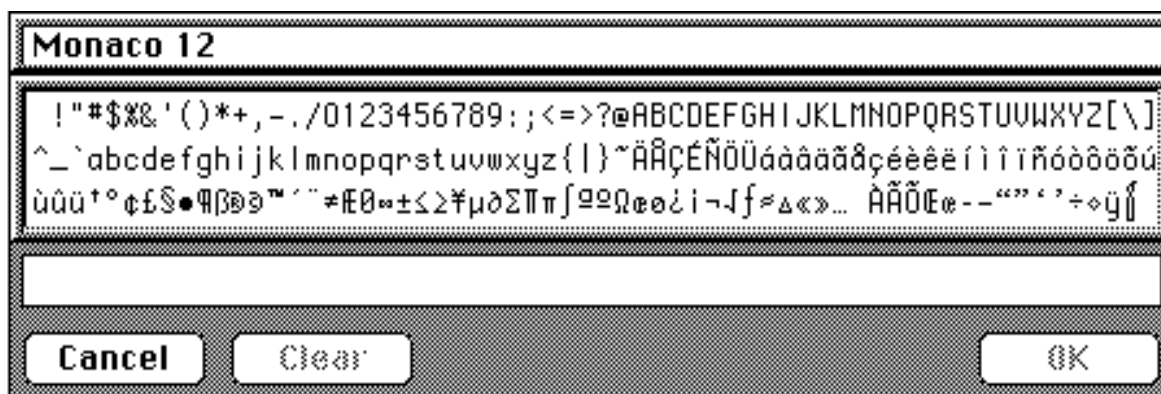 Monaco 12
!"#$%&'()*+,-./0123456789:;<=>?@ABCDEFGHIJKLMNOPQRSTUVWXYZ[\]
^_`abcdefghijklmnopqrstuvwxyz{|}~ÄÅÇÉÑÖÜáàâäãåçéèêëíìîïñóòôöõú
ùûü†°¢£§●¶ß®©™´¨≠ÆØ∞±≤≥¥µ∂Σ∏π∫ªºΩæø¿¡¬√ƒ≈∆«»… ÀÃÕŒœ--“”‘’÷⋄ÿ
Cancel
Clear
OK